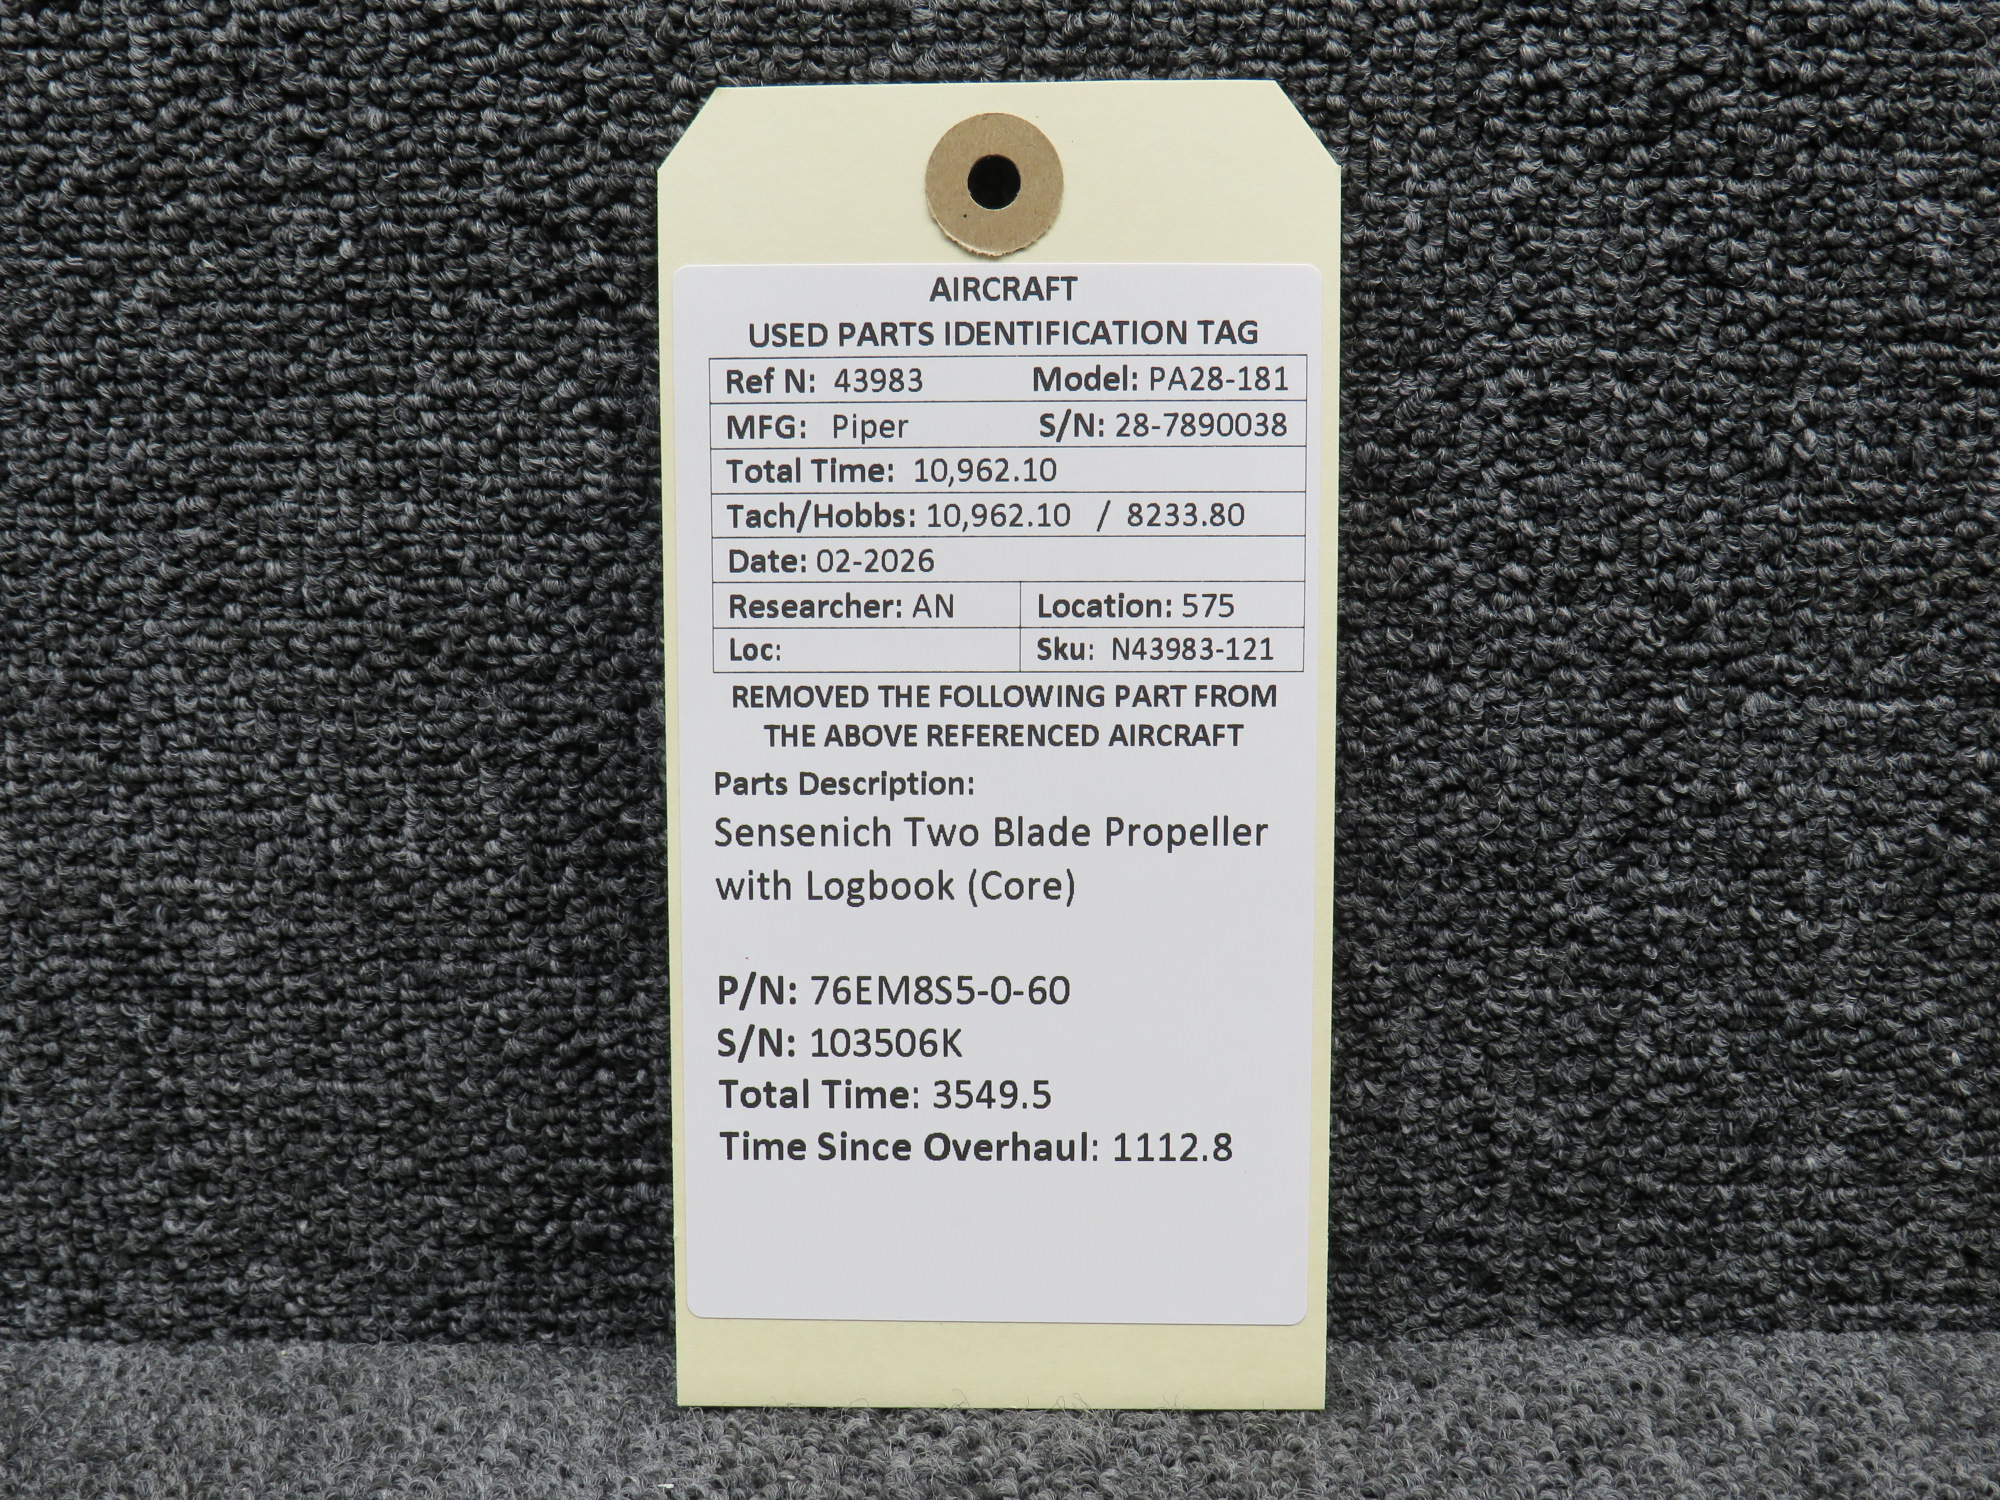 AIRCRAFT
USED PARTS IDENTIFICATION TAG
Ref N: 43983 Model: PA28-181
MFG: Piper S/N: 28-7890038
Total Time: 10,962.10
Tach/Hobbs: 10,962.10 / 8233.80
Date: 02-2026
Researcher: AN Location: 575
Loc: Sku: N43983-121
REMOVED THE FOLLOWING PART FROM
THE ABOVE REFERENCED AIRCRAFT
Parts Description:
Sensenich Two Blade Propeller
with Logbook (Core)
P/N: 76EM8S5-0-60
S/N: 103506K
Total Time: 3549.5
Time Since Overhaul: 1112.8